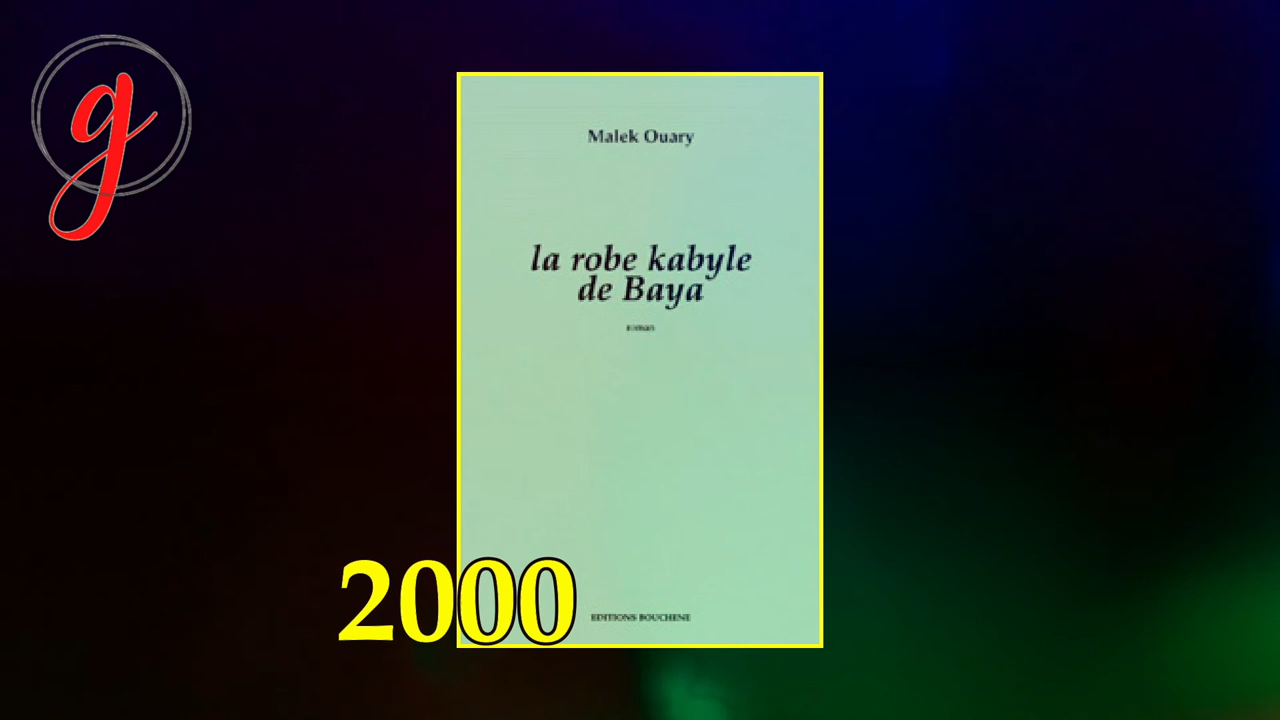 g
Malek Ouary
la robe kabyle
de Baya
roman
2000
EDITIONS BOUCHENE